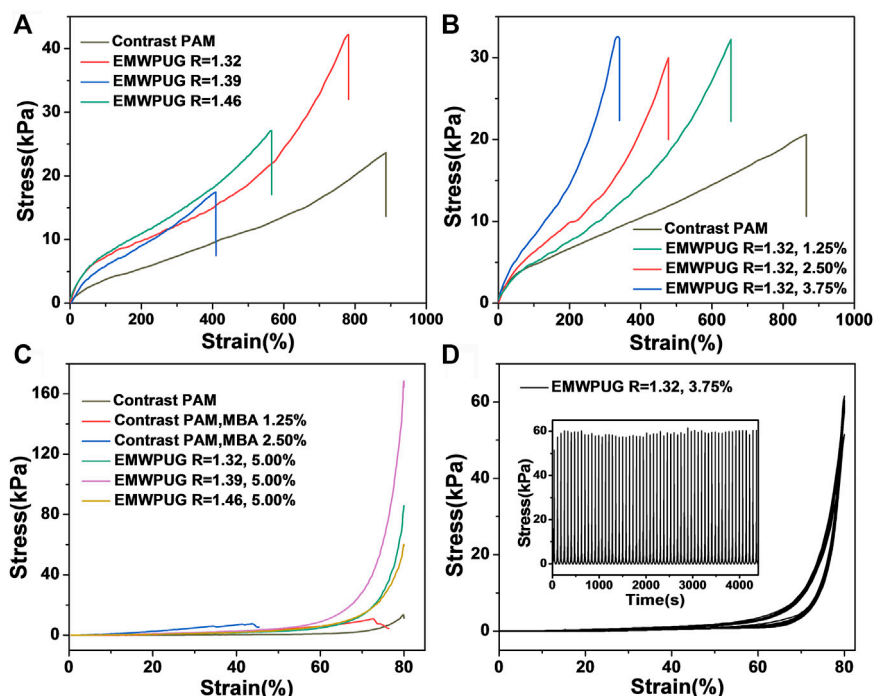 A
Stress(kPa)
40
30
20
10
0
Contrast PAM
EMWPUG R=1.32
EMWPUG R=1.39
EMWPUG R=1.46
0 200 400 600 800 1000
Strain(%)
B
Stress(kPa)
30
20
10
0
Contrast PAM
EMWPUG R=1.32, 1.25%
EMWPUG R=1.32, 2.50%
EMWPUG R=1.32, 3.75%
0 200 400 600 800 1000
Strain(%)
C
Stress(kPa)
160
120
80
40
0
Contrast PAM
Contrast PAM,MBA 1.25%
Contrast PAM,MBA 2.50%
EMWPUG R=1.32, 5.00%
EMWPUG R=1.39, 5.00%
EMWPUG R=1.46, 5.00%
0 20 40 60 80
Strain(%)
D
Stress(kPa)
60
40
20
0
EMWPUG R=1.32, 3.75%
Stress(kPa)
60
40
20
0
0 1000 2000 3000 4000
Time(s)
0 20 40 60 80
Strain(%)